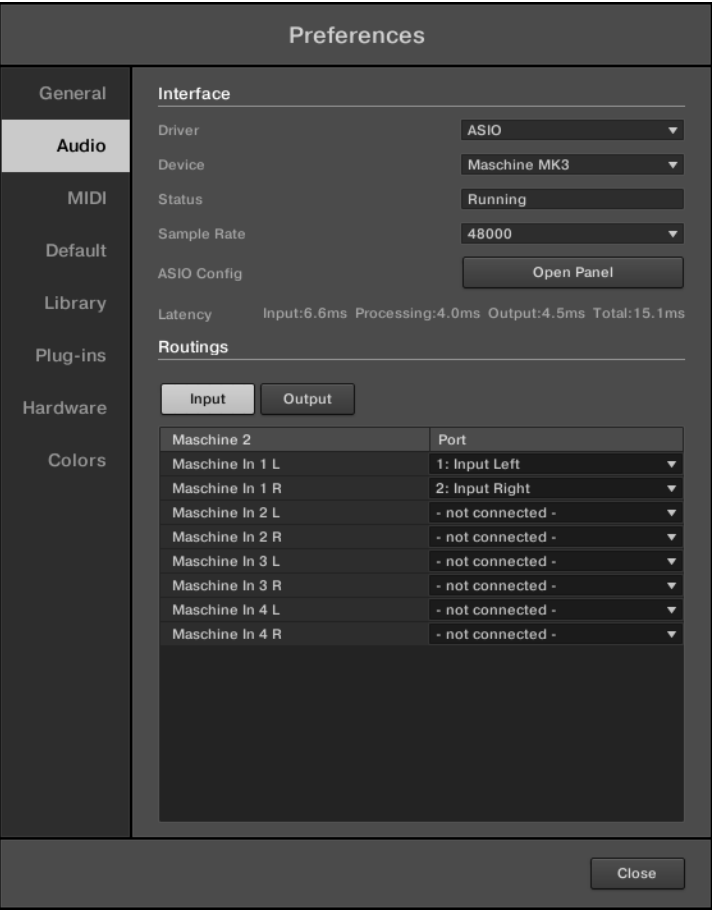 Preferences
General
Audio
MIDI
Default
Library
Plug-ins
Hardware
Colors
Interface
Driver ASIO
Device Maschine MK3
Status Running
Sample Rate 48000
ASIO Config Open Panel
Latency Input:6.6ms Processing:4.0ms Output:4.5ms Total:15.1ms
Routings
Input Output
Maschine 2 Port
Maschine In 1 L 1: Input Left
Maschine In 1 R 2: Input Right
Maschine In 2 L - not connected -
Maschine In 2 R - not connected -
Maschine In 3 L - not connected -
Maschine In 3 R - not connected -
Maschine In 4 L - not connected -
Maschine In 4 R - not connected -
Close